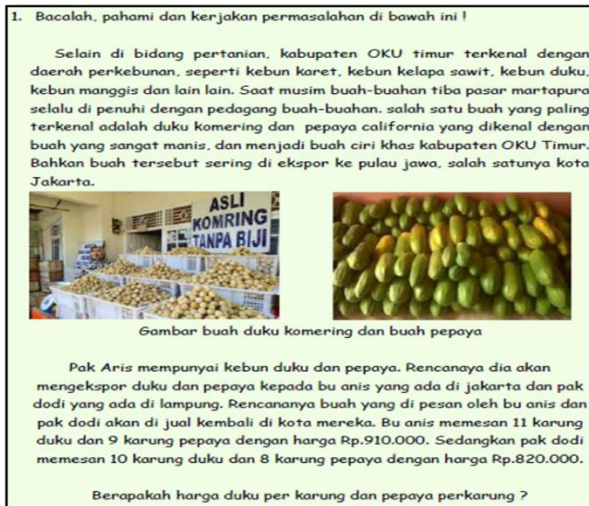 1. Bacalah, pahami dan kerjakan permasalahan di bawah ini !
Selain di bidang pertanian, kabupaten OKU timur terkenal dengan
daerah perkebunan, seperti kebun karet, kebun kelapa sawit, kebun duku,
kebun manggis dan lain lain. Saat musim buah-buahan tiba pasar martapura
selalu di penuhi dengan pedagang buah-buahan. salah satu buah yang paling
terkenal adalah duku komering dan pepaya california yang dikenal dengan
buah yang sangat manis, dan menjadi buah ciri khas kabupaten OKU Timur.
Bahkan buah tersebut sering di ekspor ke pulau jawa, salah satunya kota
Jakarta.
ASLI
KOMRING
TANPA BIJI
Gambar buah duku komering dan buah pepaya
Pak Aris mempunyai kebun duku dan pepaya. Rencanaya dia akan
mengekspor duku dan pepaya kepada bu anis yang ada di jakarta dan pak
dodi yang ada di lampung. Rencananya buah yang di pesan oleh bu anis dan
pak dodi akan di jual kembali di kota mereka. Bu anis memesan 11 karung
duku dan 9 karung pepaya dengan harga Rp.910.000. Sedangkan pak dodi
memesan 10 karung duku dan 8 karung pepaya dengan harga Rp.820.000.
Berapakah harga duku per karung dan pepaya perkarung ?